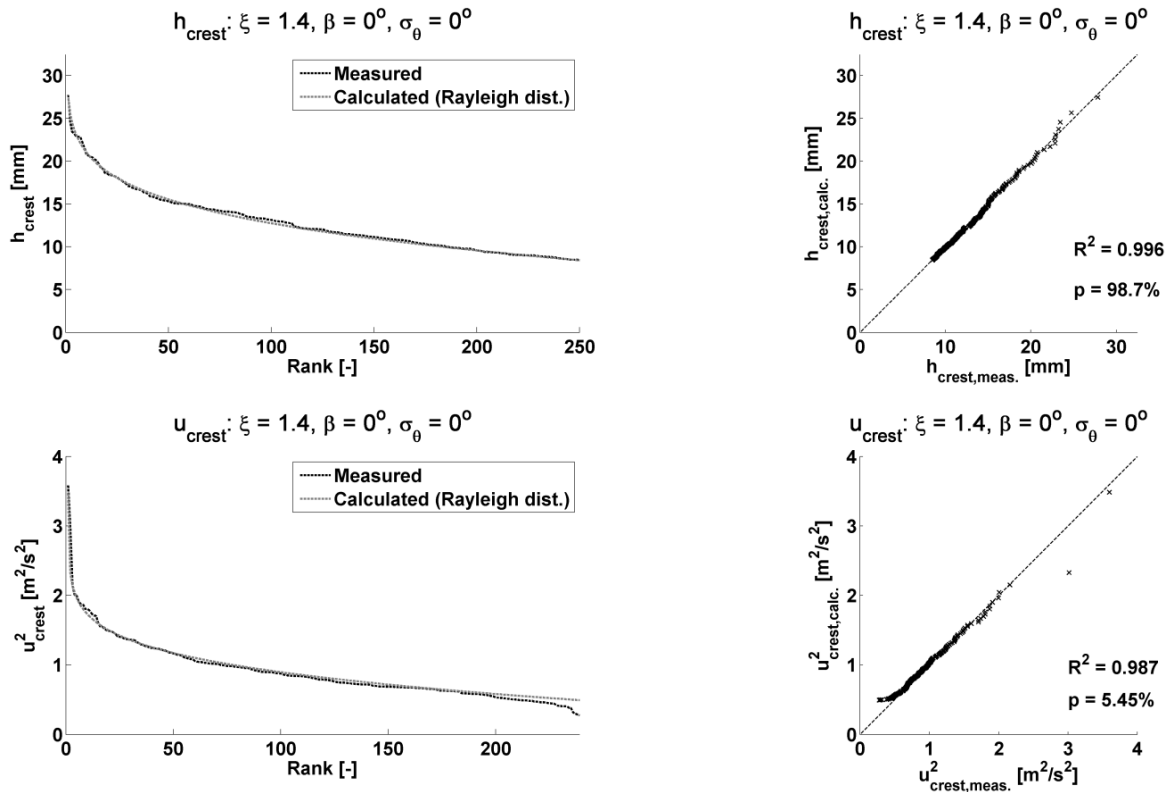 h_crest: ξ = 1.4, β = 0°, σ_θ = 0°
h_crest [mm]
30
25
20
15
10
5
0
Measured
Calculated (Rayleigh dist.)
0 50 100 150 200 250
Rank [-]
h_crest: ξ = 1.4, β = 0°, σ_θ = 0°
h_crest,calc. [mm]
30
25
20
15
10
5
0
R² = 0.996
p = 98.7%
0 10 20 30
h_crest,meas. [mm]
u_crest: ξ = 1.4, β = 0°, σ_θ = 0°
u²_crest [m²/s²]
4
3
2
1
0
Measured
Calculated (Rayleigh dist.)
0 50 100 150 200
Rank [-]
u_crest: ξ = 1.4, β = 0°, σ_θ = 0°
u²_crest,calc. [m²/s²]
4
3
2
1
0
R² = 0.987
p = 5.45%
0 1 2 3 4
u²_crest,meas. [m²/s²]